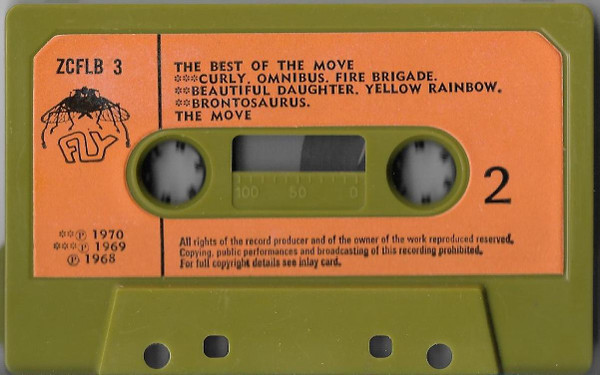 ZCFLB 3
THE BEST OF THE MOVE
***CURLY. OMNIBUS. FIRE BRIGADE.
**BEAUTIFUL DAUGHTER. YELLOW RAINBOW.
**BRONTOSAURUS.
THE MOVE
FLY
100 50 0
2
**Ⓟ 1970
***Ⓟ 1969
Ⓟ 1968
All rights of the record producer and of the owner of the work reproduced reserved.
Copying, public performances and broadcasting of this recording prohibited.
For full copyright details see inlay card.